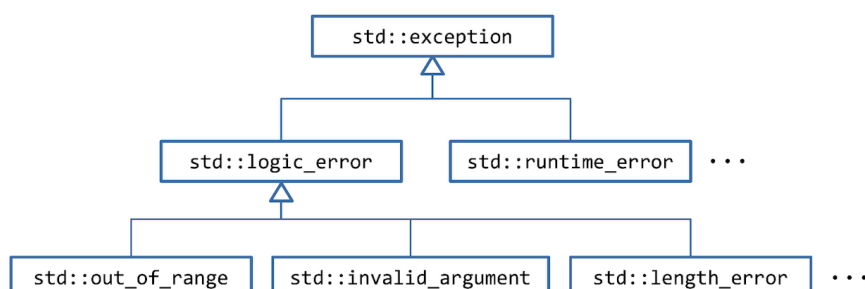 std::exception
std::logic_error
std::runtime_error ...
std::out_of_range
std::invalid_argument
std::length_error ...